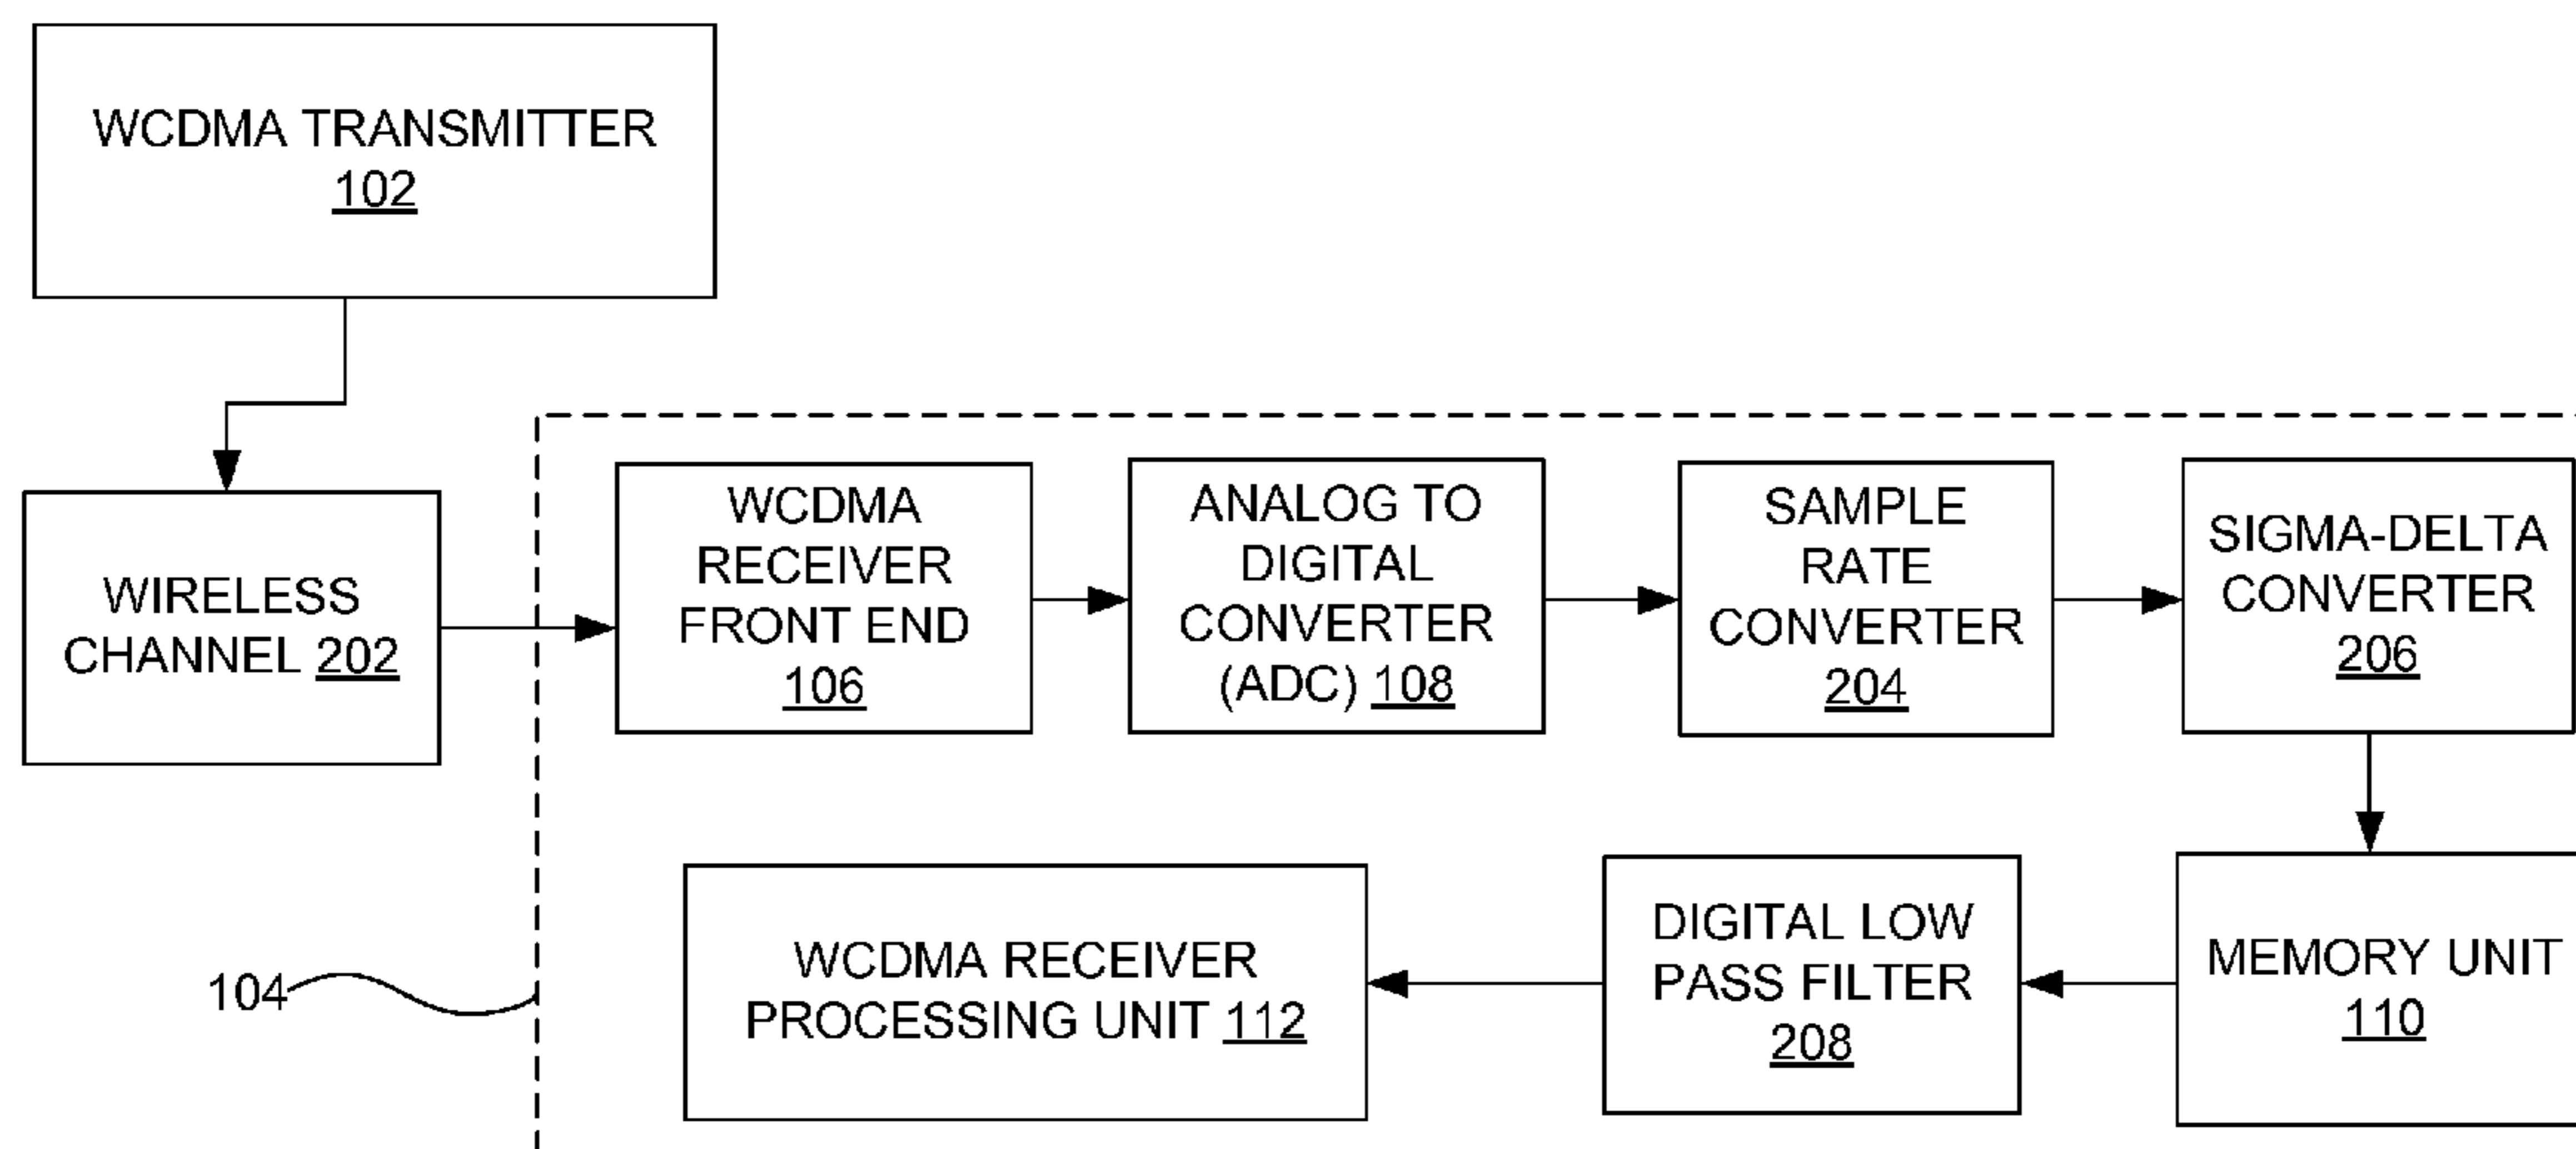 WCDMA TRANSMITTER
102
WIRELESS
CHANNEL 202
WCDMA
RECEIVER
FRONT END
106
ANALOG TO
DIGITAL
CONVERTER
(ADC) 108
SAMPLE
RATE
CONVERTER
204
SIGMA-DELTA
CONVERTER
206
104
WCDMA RECEIVER
PROCESSING UNIT 112
DIGITAL LOW
PASS FILTER
208
MEMORY UNIT
110